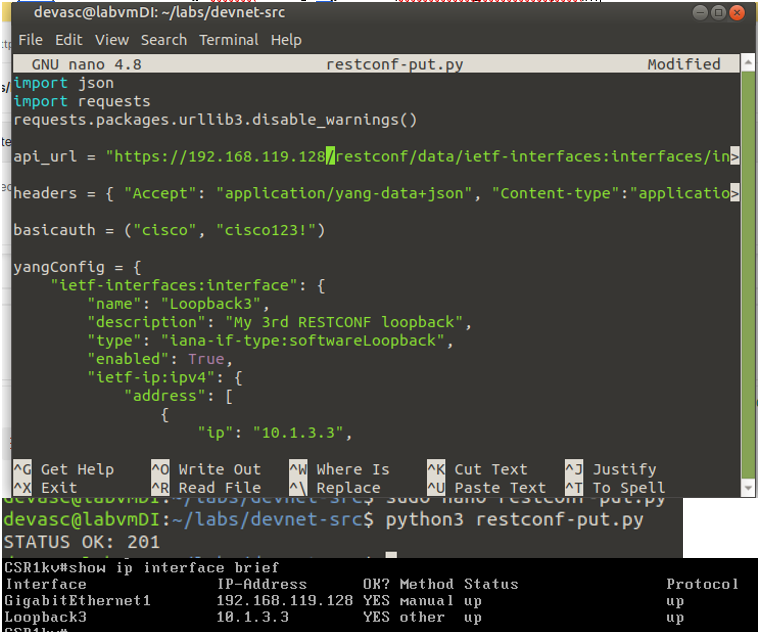 devasc@labvmDI: ~/labs/devnet-src
File Edit View Search Terminal Help
GNU nano 4.8 restconf-put.py Modified
import json
import requests
requests.packages.urllib3.disable_warnings()
api_url = "https://192.168.119.128/restconf/data/ietf-interfaces:interfaces/in>
headers = { "Accept": "application/yang-data+json", "Content-type":"applicatio>
basicauth = ("cisco", "cisco123!")
yangConfig = {
"ietf-interfaces:interface": {
"name": "Loopback3",
"description": "My 3rd RESTCONF loopback",
"type": "iana-if-type:softwareLoopback",
"enabled": True,
"ietf-ip:ipv4": {
"address": [
{
"ip": "10.1.3.3",
^G Get Help ^O Write Out ^W Where Is ^K Cut Text ^J Justify
^X Exit ^R Read File ^\ Replace ^U Paste Text ^T To Spell
devasc@labvmDI:~/labs/devnet-src$ sudo nano restconf-put.py
devasc@labvmDI:~/labs/devnet-src$ python3 restconf-put.py
STATUS OK: 201
CSR1kv#show ip interface brief
Interface IP-Address OK? Method Status Protocol
GigabitEthernet1 192.168.119.128 YES manual up up
Loopback3 10.1.3.3 YES other up up
CSR1kv#